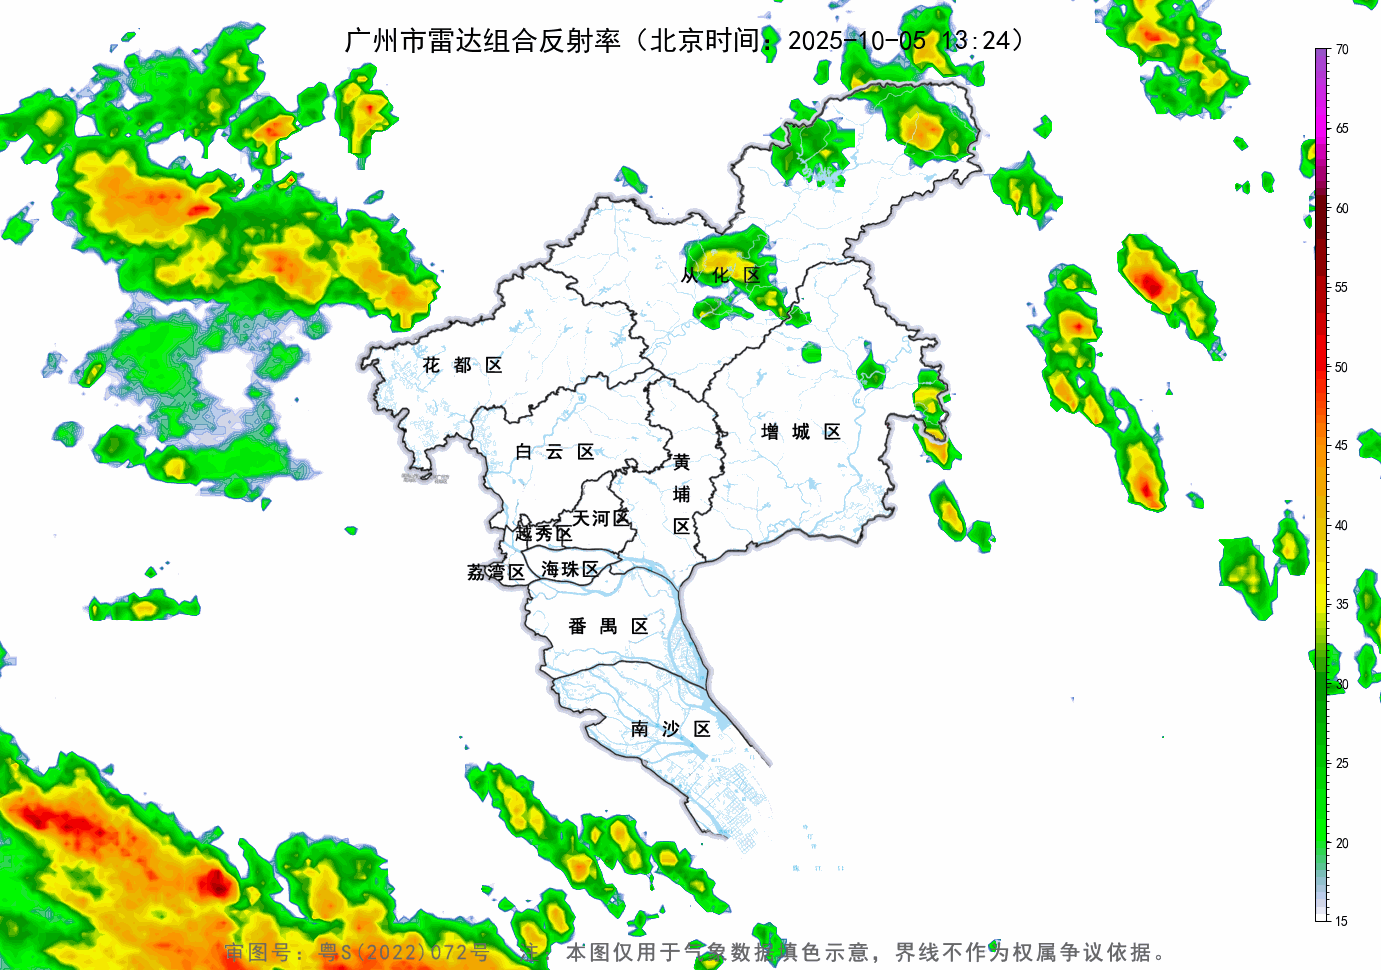 广州市雷达组合反射率（北京时间：2025-10-05 13:24）
70
65
60
55
50
45
40
35
30
25
20
15
从化区
花都区
增城区
白云区
黄埔区
天河区
越秀区
荔湾区
海珠区
番禺区
南沙区
审图号：粤S(2022)072号 注：本图仅用于气象数据填色示意，界线不作为权属争议依据。